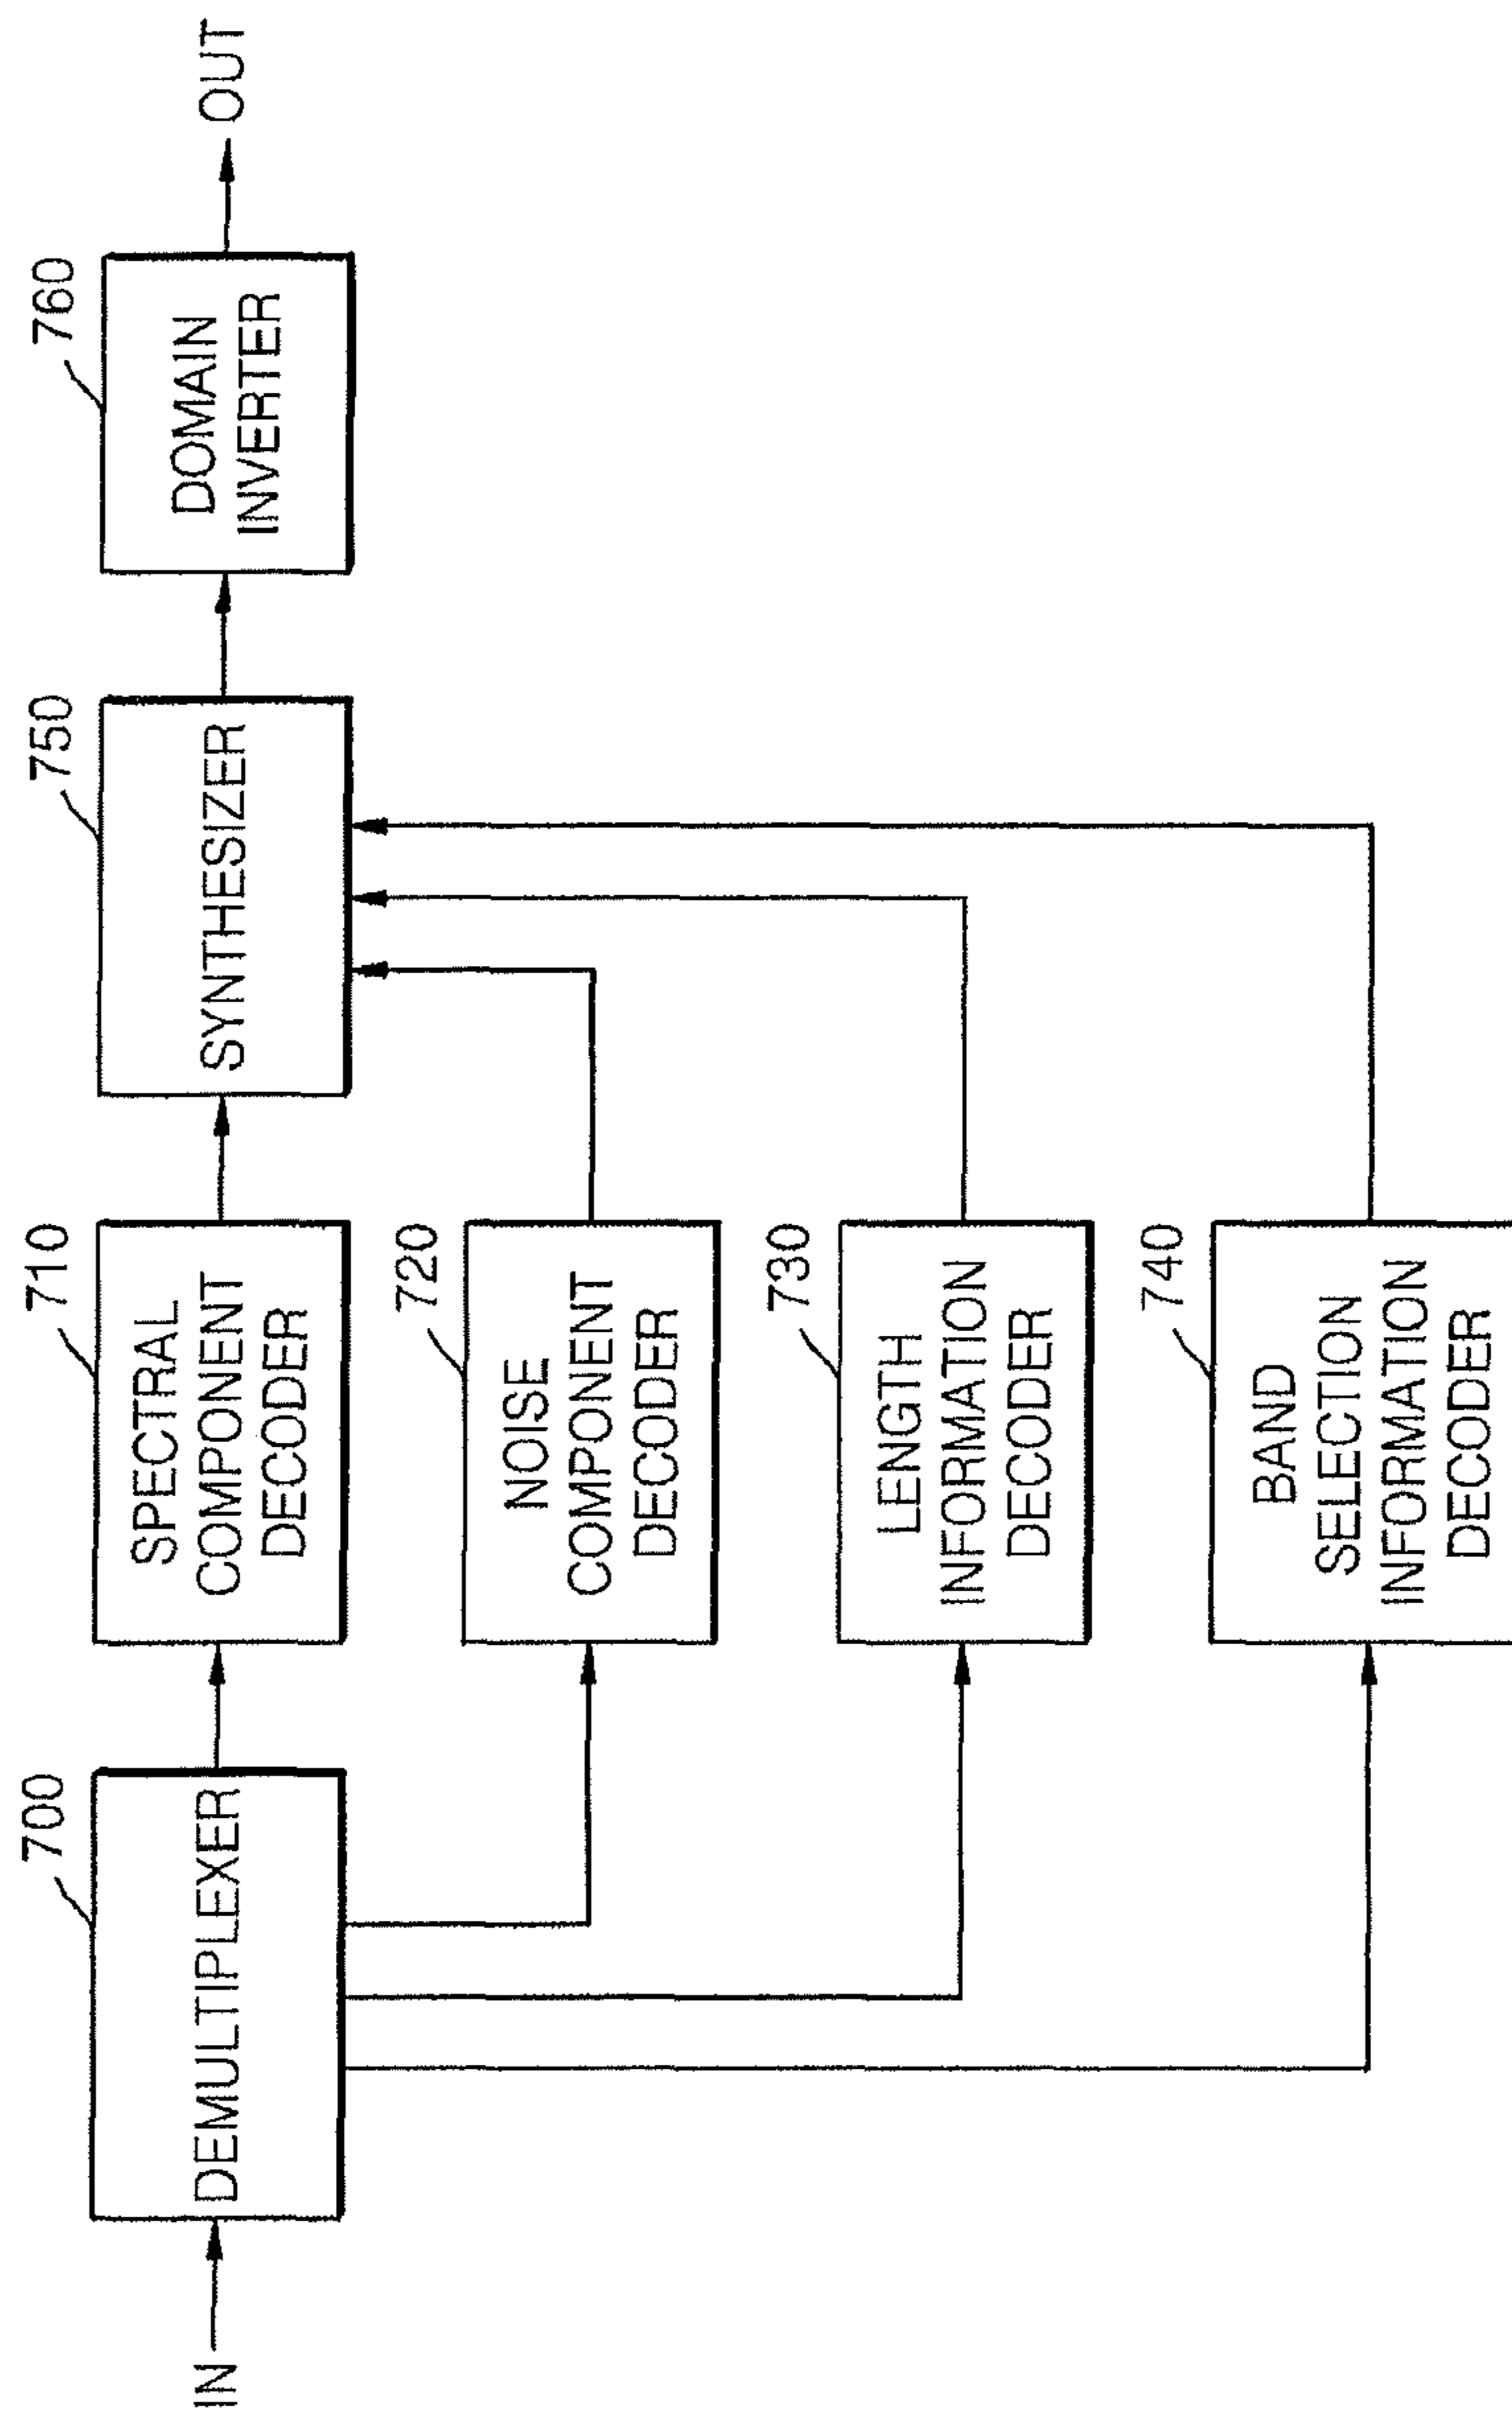 IN
700
DEMULTIPLEXER
710
SPECTRAL
COMPONENT
DECODER
720
NOISE
COMPONENT
DECODER
730
LENGTH
INFORMATION
DECODER
740
BAND
SELECTION
INFORMATION
DECODER
750
SYNTHESIZER
760
DOMAIN
INVERTER
OUT